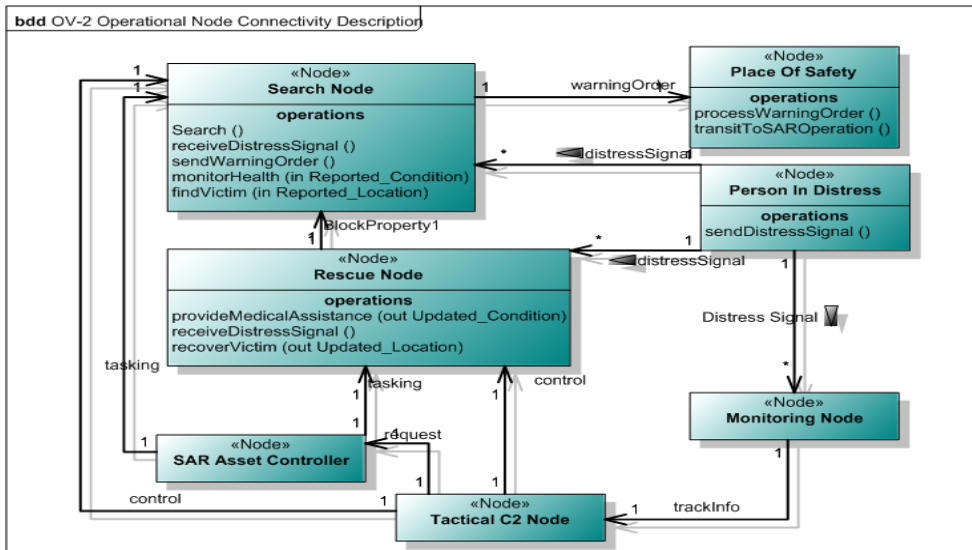 bdd OV-2 Operational Node Connectivity Description
«Node»
Search Node
operations
Search ()
receiveDistressSignal ()
sendWarningOrder ()
monitorHealth (in Reported_Condition)
findVictim (in Reported_Location)
1
1
1
warningOrder
1
«Node»
Place Of Safety
operations
processWarningOrder ()
transitToSAROperation ()
*
distressSignal
1
«Node»
Person In Distress
operations
sendDistressSignal ()
BlockProperty1
1
1
*
1
distressSignal
1
«Node»
Rescue Node
operations
provideMedicalAssistance (out Updated_Condition)
receiveDistressSignal ()
recoverVictim (out Updated_Location)
Distress Signal
*
tasking
tasking
1
control
1
«Node»
Monitoring Node
1
1
1
request
1
«Node»
SAR Asset Controller
control
1
1
1
«Node»
Tactical C2 Node
1
trackInfo